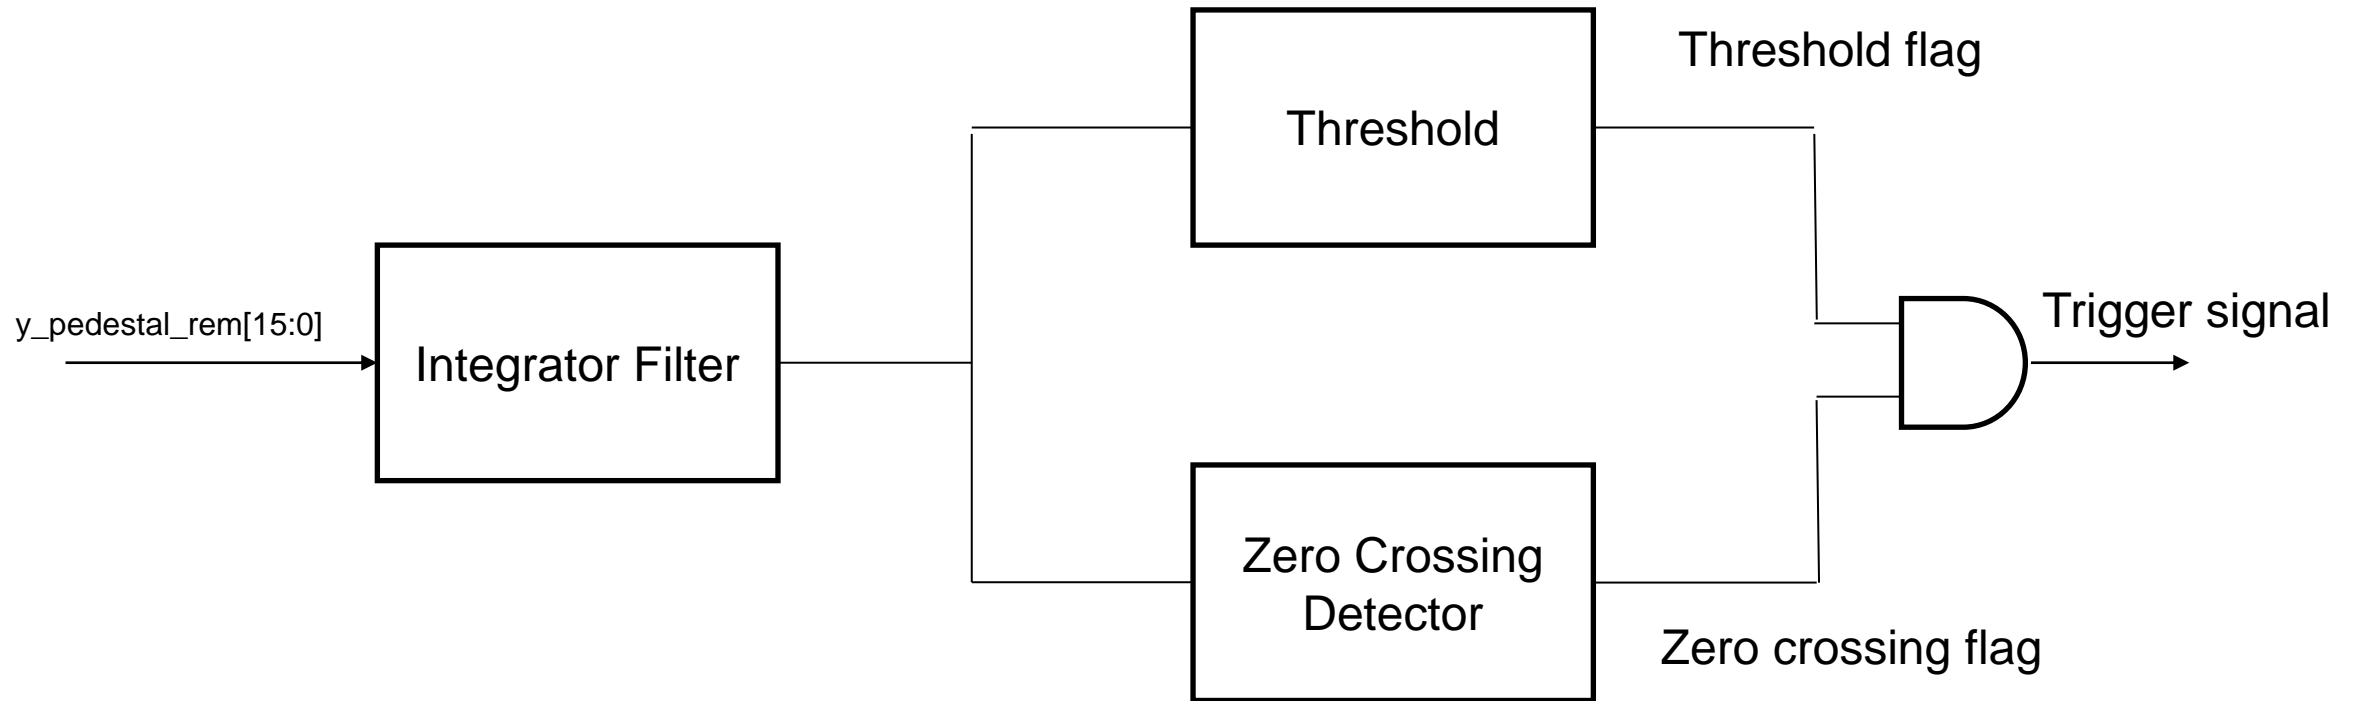 Threshold flag
Threshold
Trigger signal
y_pedestal_rem[15:0]
Integrator Filter
Zero Crossing
Detector
Zero crossing flag